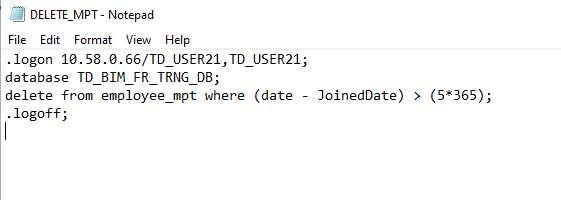 DELETE_MPT - Notepad
File Edit Format View Help
.logon 10.58.0.66/TD_USER21,TD_USER21;
database TD_BIM_FR_TRNG_DB;
delete from employee_mpt where (date - JoinedDate) > (5*365);
.logoff;